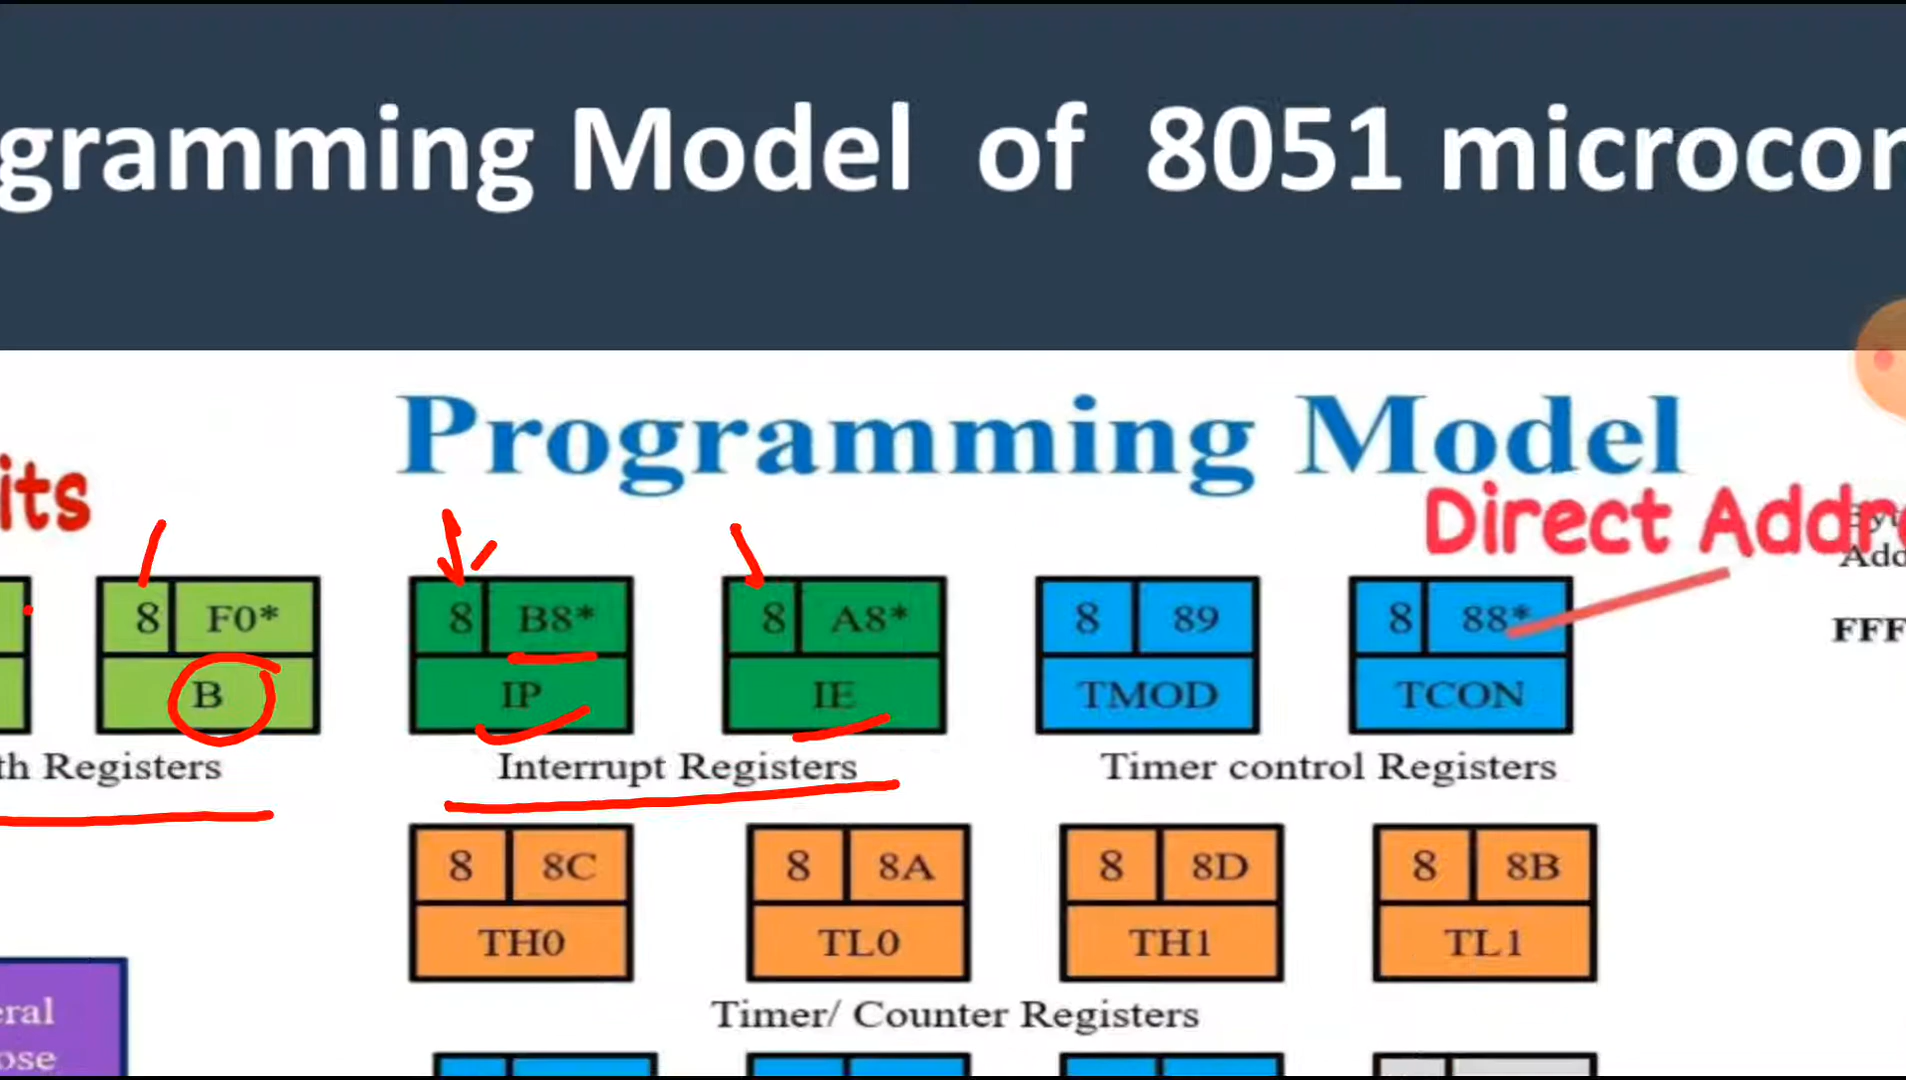 gramming Model of 8051 microcon
Programming Model
its
Direct Addre
Add
FFF
8 F0*
B
8 B8*
IP
8 A8*
IE
8 89
TMOD
8 88*
TCON
th Registers
Interrupt Registers
Timer control Registers
8 8C
TH0
8 8A
TL0
8 8D
TH1
8 8B
TL1
Timer/ Counter Registers
eral
ose